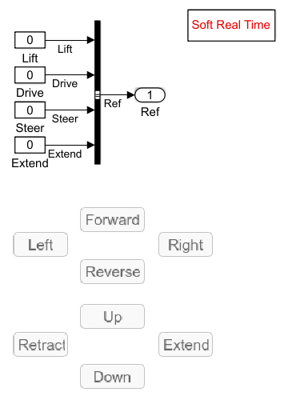 Soft Real Time
0
Lift
Lift
0
Drive
Drive
Ref
1
Ref
0
Steer
Steer
0
Extend
Extend
Forward
Left
Right
Reverse
Up
Retract
Extend
Down